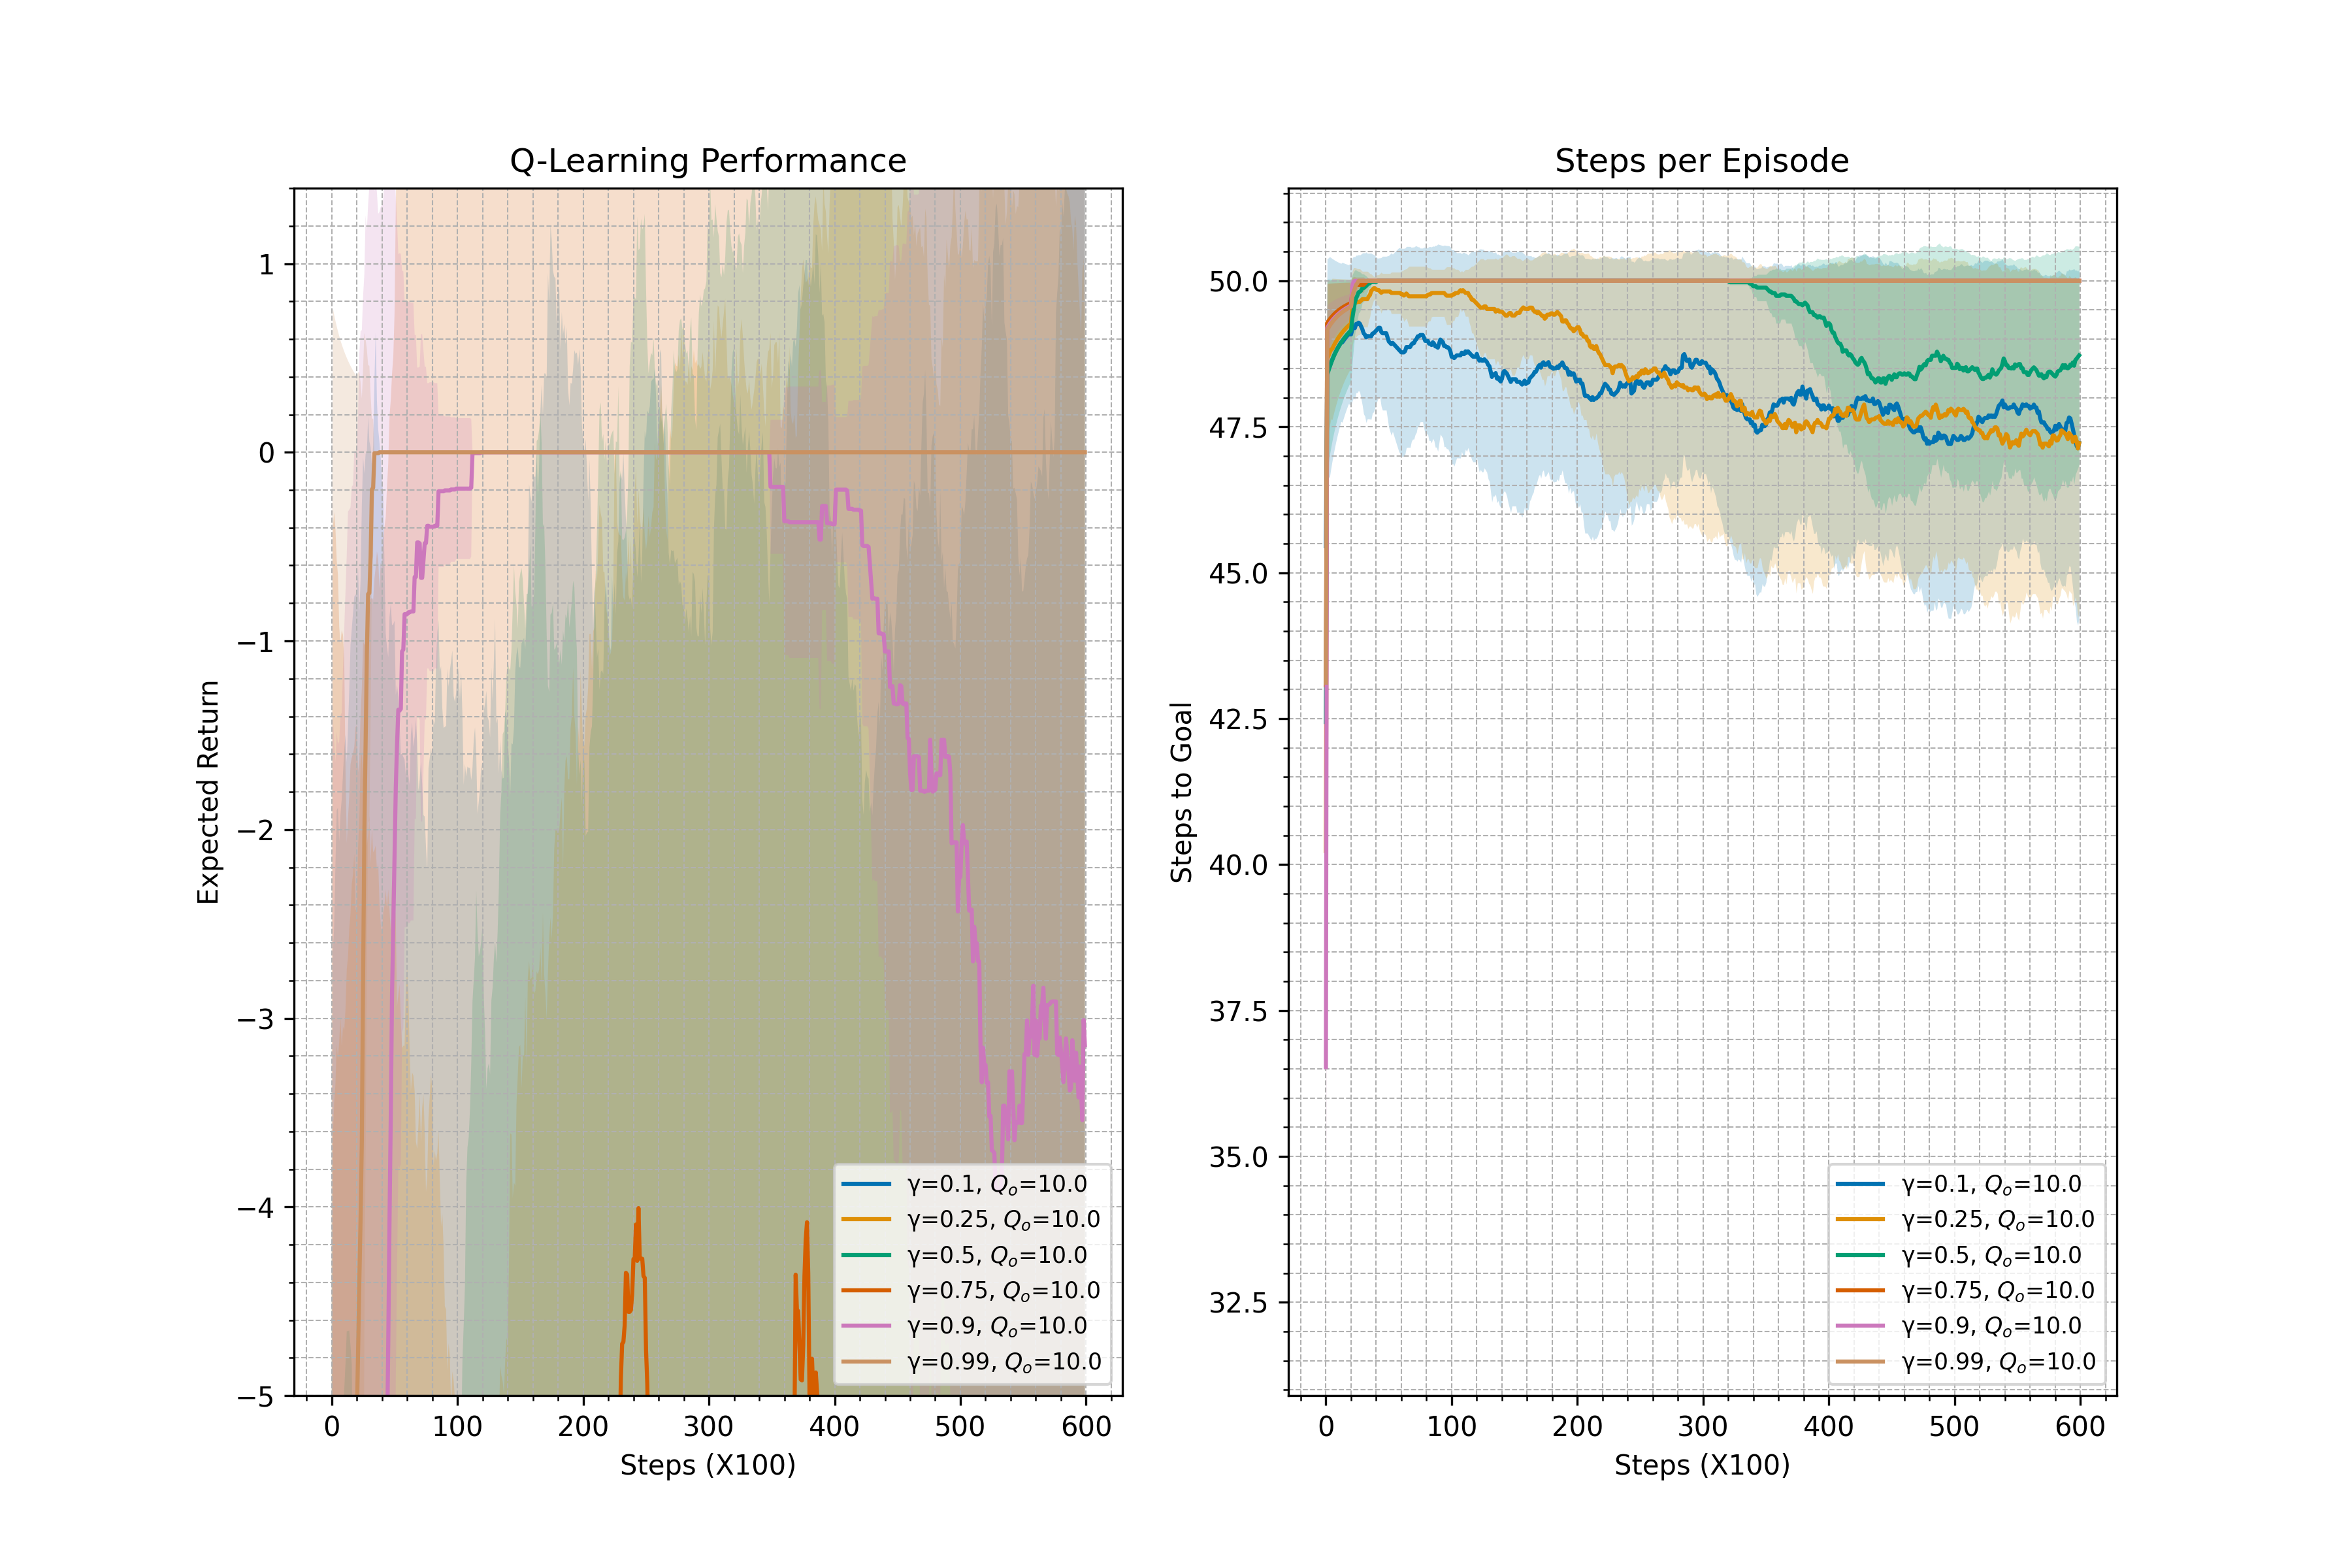 Q-Learning Performance
1
0
−1
−2
−3
−4
−5
Expected Return
0 100 200 300 400 500 600
Steps (X100)
γ=0.1, Qₒ=10.0
γ=0.25, Qₒ=10.0
γ=0.5, Qₒ=10.0
γ=0.75, Qₒ=10.0
γ=0.9, Qₒ=10.0
γ=0.99, Qₒ=10.0
Steps per Episode
50.0
47.5
45.0
42.5
40.0
37.5
35.0
32.5
Steps to Goal
0 100 200 300 400 500 600
Steps (X100)
γ=0.1, Qₒ=10.0
γ=0.25, Qₒ=10.0
γ=0.5, Qₒ=10.0
γ=0.75, Qₒ=10.0
γ=0.9, Qₒ=10.0
γ=0.99, Qₒ=10.0